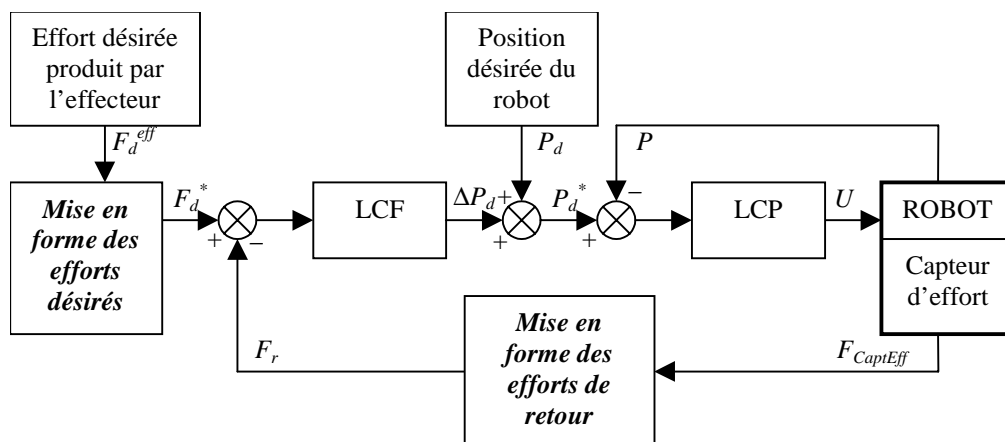 Effort désirée
produit par
l'effecteur
Position
désirée du
robot
F_d^eff
P_d
P
Mise en
forme des
efforts
désirés
F_d^*
+
−
LCF
ΔP_d
+
+
P_d^*
−
+
LCP
U
ROBOT
Capteur
d'effort
F_r
Mise en
forme des
efforts de
retour
F_CaptEff